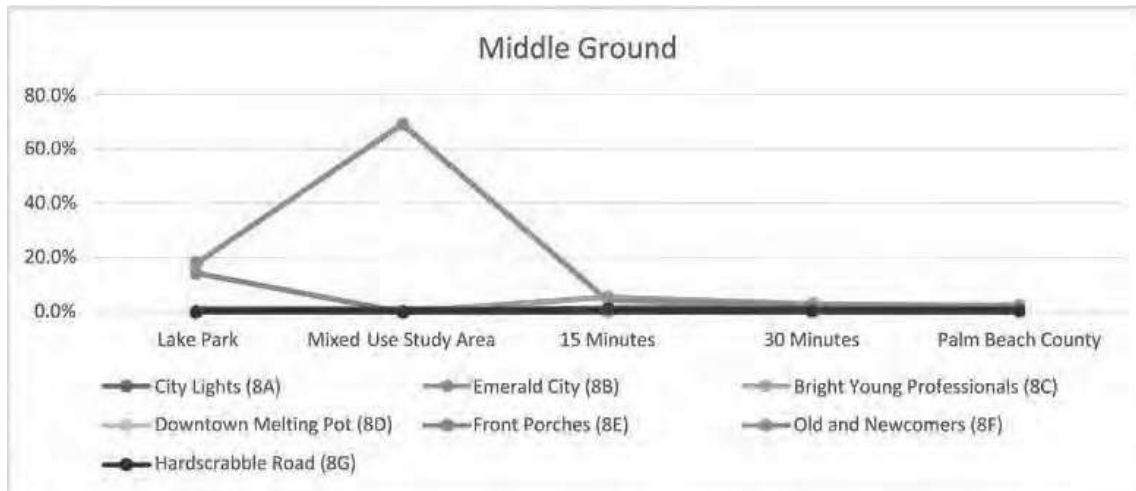 Middle Ground
80.0%
60.0%
40.0%
20.0%
0.0%
Lake Park Mixed Use Study Area 15 Minutes 30 Minutes Palm Beach County
City Lights (8A) Emerald City (8B) Bright Young Professionals (8C)
Downtown Melting Pot (8D) Front Porches (8E) Old and Newcomers (8F)
Hardscrabble Road (8G)